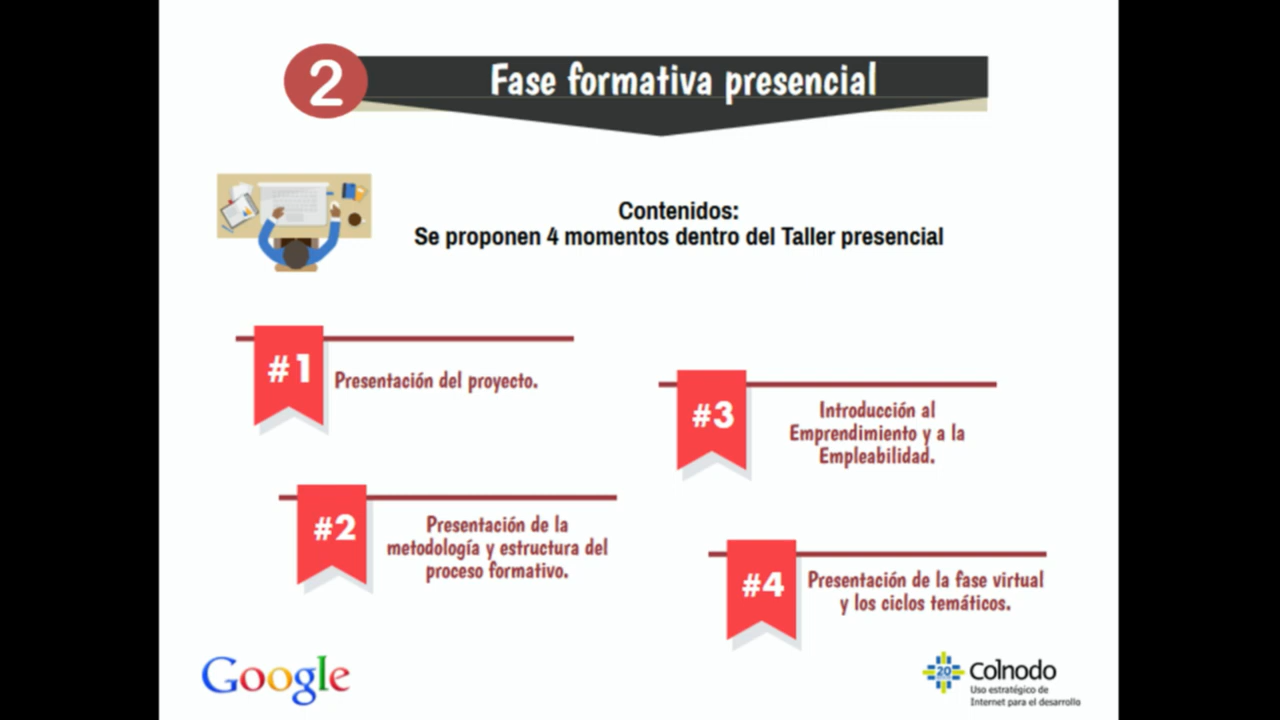 2
Fase formativa presencial
Contenidos:
Se proponen 4 momentos dentro del Taller presencial
#1
Presentación del proyecto.
#2
Presentación de la
metodología y estructura del
proceso formativo.
#3
Introducción al
Emprendimiento y a la
Empleabilidad.
#4
Presentación de la fase virtual
y los ciclos temáticos.
Google
20
Colnodo
Uso estratégico de
Internet para el desarrollo